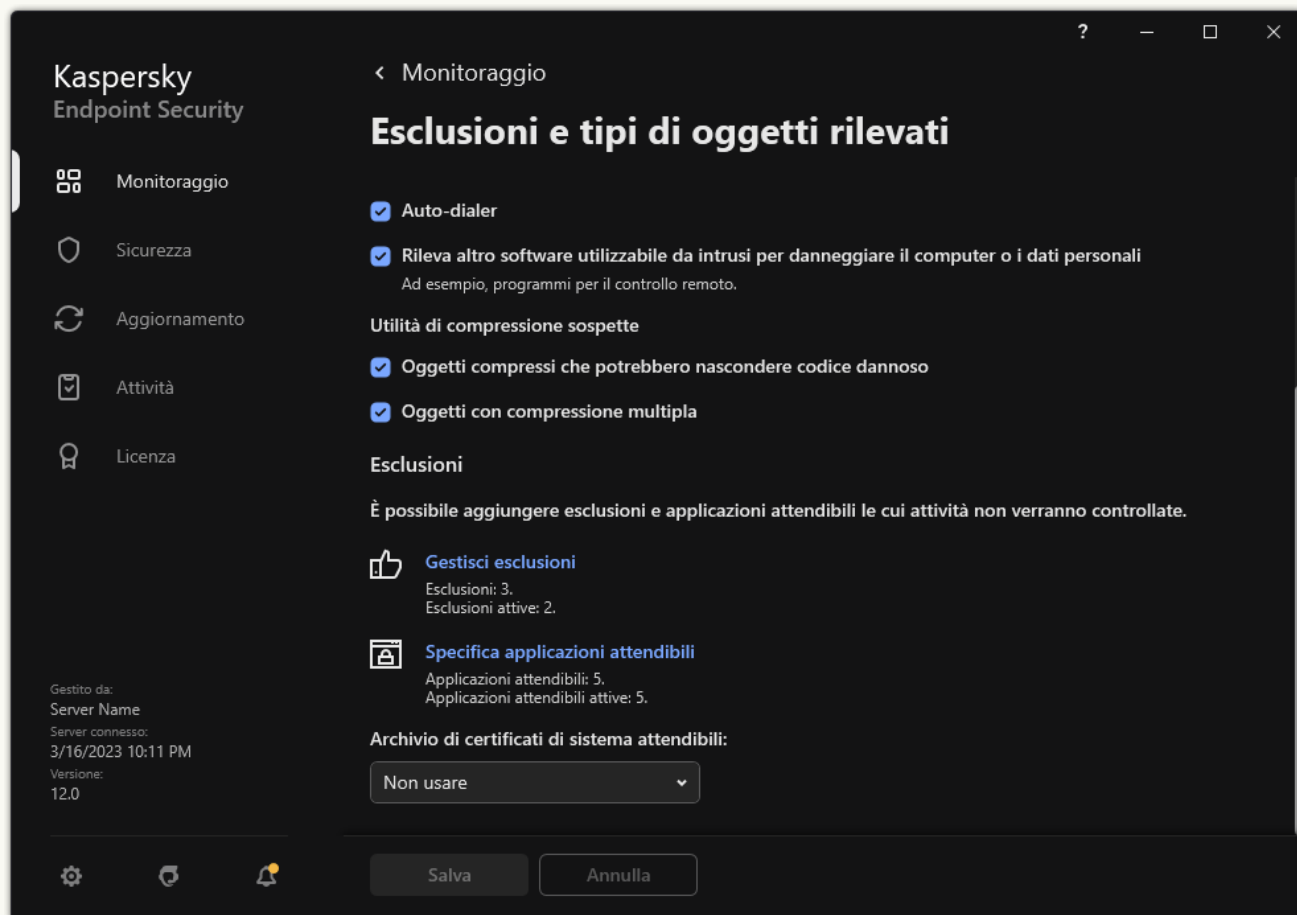 ?
Kaspersky
Endpoint Security
Monitoraggio
Sicurezza
Aggiornamento
Attività
Licenza
Gestito da:
Server Name
Server connesso:
3/16/2023 10:11 PM
Versione:
12.0
Monitoraggio
Esclusioni e tipi di oggetti rilevati
Auto-dialer
Rileva altro software utilizzabile da intrusi per danneggiare il computer o i dati personali
Ad esempio, programmi per il controllo remoto.
Utilità di compressione sospette
Oggetti compressi che potrebbero nascondere codice dannoso
Oggetti con compressione multipla
Esclusioni
È possibile aggiungere esclusioni e applicazioni attendibili le cui attività non verranno controllate.
Gestisci esclusioni
Esclusioni: 3.
Esclusioni attive: 2.
Specifica applicazioni attendibili
Applicazioni attendibili: 5.
Applicazioni attendibili attive: 5.
Archivio di certificati di sistema attendibili:
Non usare
Salva
Annulla